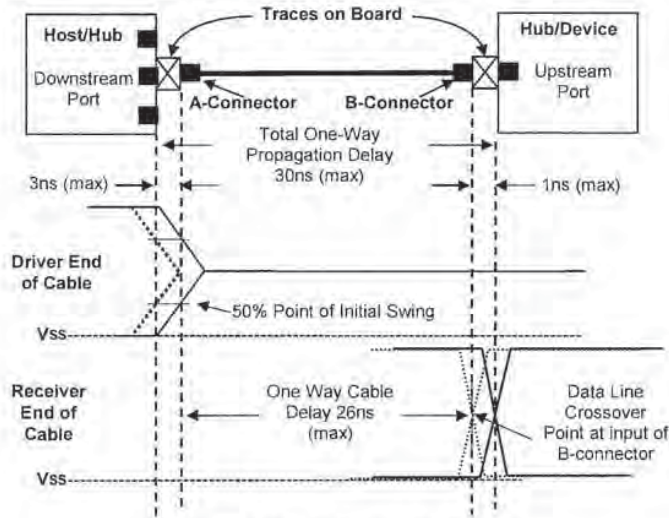 Traces on Board
Host/Hub
Hub/Device
Downstream
Port
Upstream
Port
A-Connector
B-Connector
Total One-Way
Propagation Delay
30ns (max)
3ns (max)
1ns (max)
Driver End
of Cable
50% Point of Initial Swing
Vss
Receiver
End of
Cable
One Way Cable
Delay 26ns
(max)
Data Line
Crossover
Point at input of
B-connector
Vss